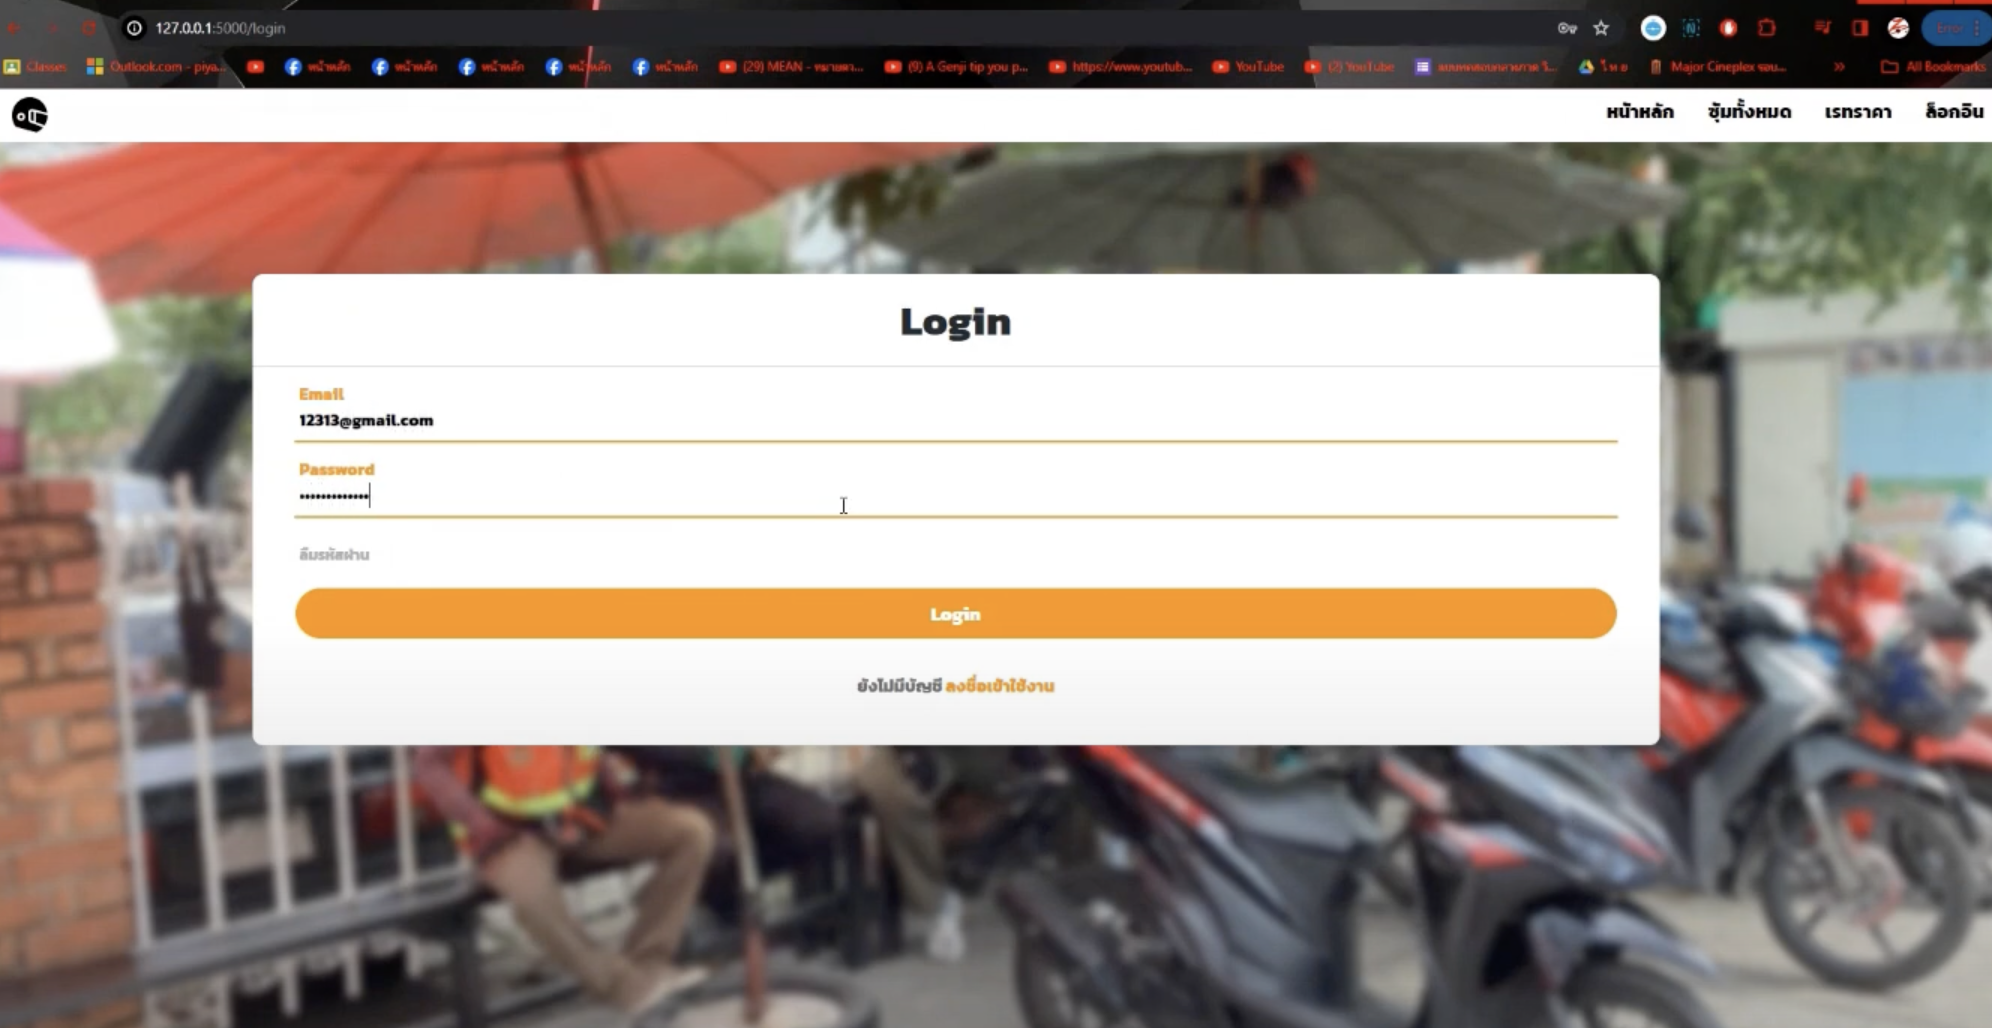 127.0.0.1:5000/login
Classes Outlook.com - piya... หน้าหลัก หน้าหลัก หน้าหลัก หน้าหลัก หน้าหลัก (29) MEAN - (9) A Genji tip you p... https://www.youtub... YouTube (2) YouTube ไทย Major Cineplex รอบ... » All Bookmarks
หน้าหลัก ซุ้มทั้งหมด เรทราคา ล็อกอิน
Login
Email
12313@gmail.com
Password
•••••••••••••
ลืมรหัสผ่าน
Login
ยังไม่มีบัญชี ลงชื่อเข้าใช้งาน